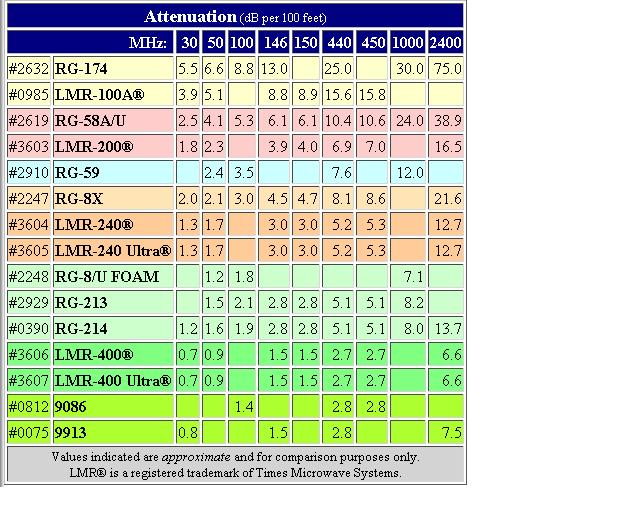 Attenuation (dB per 100 feet)
MHz: 30 50 100 146 150 440 450 1000 2400
#2632 RG-174 5.5 6.6 8.8 13.0 25.0 30.0 75.0
#0985 LMR-100A® 3.9 5.1 8.8 8.9 15.6 15.8
#2619 RG-58A/U 2.5 4.1 5.3 6.1 6.1 10.4 10.6 24.0 38.9
#3603 LMR-200® 1.8 2.3 3.9 4.0 6.9 7.0 16.5
#2910 RG-59 2.4 3.5 7.6 12.0
#2247 RG-8X 2.0 2.1 3.0 4.5 4.7 8.1 8.6 21.6
#3604 LMR-240® 1.3 1.7 3.0 3.0 5.2 5.3 12.7
#3605 LMR-240 Ultra® 1.3 1.7 3.0 3.0 5.2 5.3 12.7
#2248 RG-8/U FOAM 1.2 1.8 7.1
#2929 RG-213 1.5 2.1 2.8 2.8 5.1 5.1 8.2
#0390 RG-214 1.2 1.6 1.9 2.8 2.8 5.1 5.1 8.0 13.7
#3606 LMR-400® 0.7 0.9 1.5 1.5 2.7 2.7 6.6
#3607 LMR-400 Ultra® 0.7 0.9 1.5 1.5 2.7 2.7 6.6
#0812 9086 1.4 2.8 2.8
#0075 9913 0.8 1.5 2.8 7.5
Values indicated are approximate and for comparison purposes only.
LMR® is a registered trademark of Times Microwave Systems.